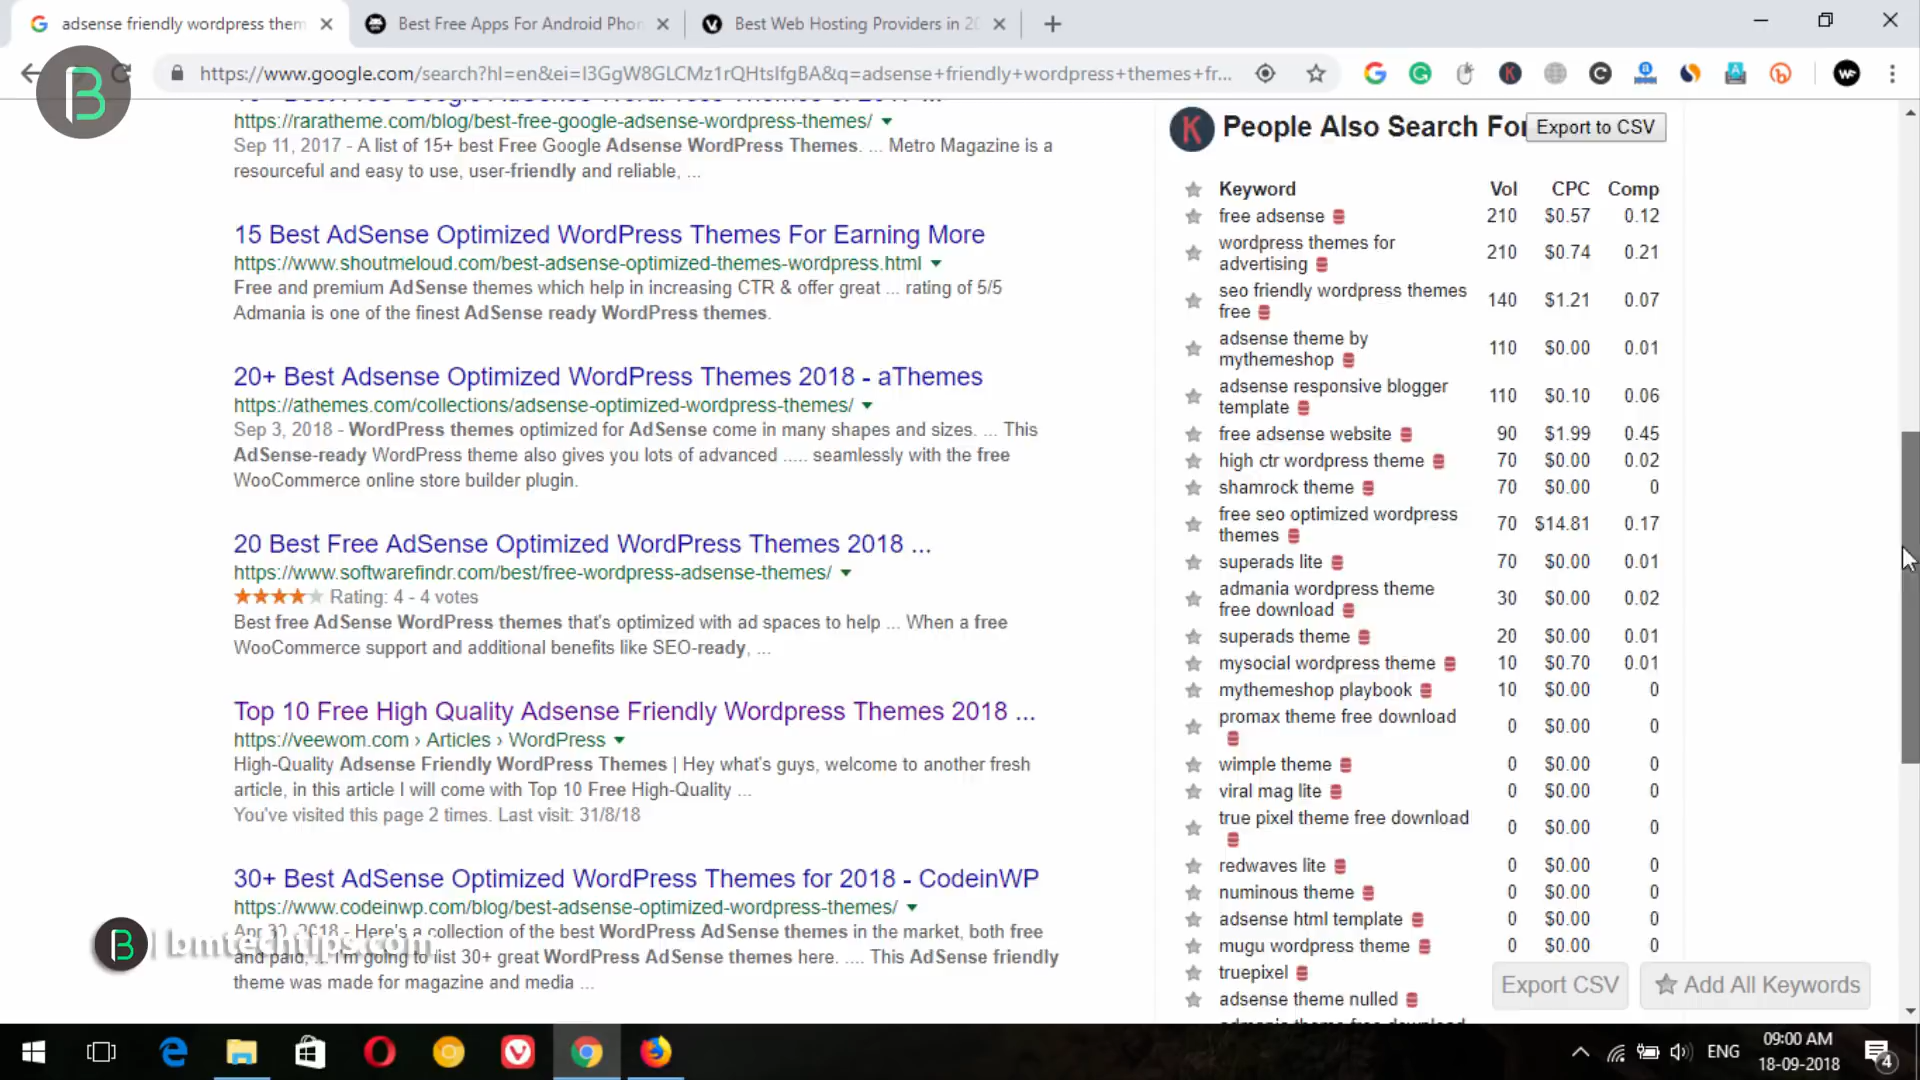 adsense friendly wordpress them
Best Free Apps For Android Phon
Best Web Hosting Providers in 20
https://www.google.com/search?hl=en&ei=I3GgW8GLCMz1rQHtsIfgBA&q=adsense+friendly+wordpress+themes+fr...
https://raratheme.com/blog/best-free-google-adsense-wordpress-themes/
Sep 11, 2017 - A list of 15+ best Free Google Adsense WordPress Themes. ... Metro Magazine is a
resourceful and easy to use, user-friendly and reliable, ...
15 Best AdSense Optimized WordPress Themes For Earning More
https://www.shoutmeloud.com/best-adsense-optimized-themes-wordpress.html
Free and premium AdSense themes which help in increasing CTR & offer great ... rating of 5/5
Admania is one of the finest AdSense ready WordPress themes.
20+ Best Adsense Optimized WordPress Themes 2018 - aThemes
https://athemes.com/collections/adsense-optimized-wordpress-themes/
Sep 3, 2018 - WordPress themes optimized for AdSense come in many shapes and sizes. ... This
AdSense-ready WordPress theme also gives you lots of advanced ..... seamlessly with the free
WooCommerce online store builder plugin.
20 Best Free AdSense Optimized WordPress Themes 2018 ...
https://www.softwarefindr.com/best/free-wordpress-adsense-themes/
Rating: 4 - 4 votes
Best free AdSense WordPress themes that's optimized with ad spaces to help ... When a free
WooCommerce support and additional benefits like SEO-ready, ...
Top 10 Free High Quality Adsense Friendly Wordpress Themes 2018 ...
https://veewom.com › Articles › WordPress
High-Quality Adsense Friendly WordPress Themes | Hey what's guys, welcome to another fresh
article, in this article I will come with Top 10 Free High-Quality ...
You've visited this page 2 times. Last visit: 31/8/18
30+ Best AdSense Optimized WordPress Themes for 2018 - CodeinWP
https://www.codeinwp.com/blog/best-adsense-optimized-wordpress-themes/
Apr 30, 2018 - Here's a collection of the best WordPress AdSense themes in the market, both free
and paid, ... I'm going to list 30+ great WordPress AdSense themes here. .... This AdSense friendly
theme was made for magazine and media ...
| bmtechtips.com
K People Also Search For Export to CSV
Keyword Vol CPC Comp
free adsense 210 $0.57 0.12
wordpress themes for
advertising 210 $0.74 0.21
seo friendly wordpress themes
free 140 $1.21 0.07
adsense theme by
mythemeshop 110 $0.00 0.01
adsense responsive blogger
template 110 $0.10 0.06
free adsense website 90 $1.99 0.45
high ctr wordpress theme 70 $0.00 0.02
shamrock theme 70 $0.00 0
free seo optimized wordpress
themes 70 $14.81 0.17
superads lite 70 $0.00 0.01
admania wordpress theme
free download 30 $0.00 0.02
superads theme 20 $0.00 0.01
mysocial wordpress theme 10 $0.70 0.01
mythemeshop playbook 10 $0.00 0
promax theme free download 0 $0.00 0
wimple theme 0 $0.00 0
viral mag lite 0 $0.00 0
true pixel theme free download 0 $0.00 0
redwaves lite 0 $0.00 0
numinous theme 0 $0.00 0
adsense html template 0 $0.00 0
mugu wordpress theme 0 $0.00 0
truepixel
adsense theme nulled
Export CSV
Add All Keywords
ENG
09:00 AM
18-09-2018
4